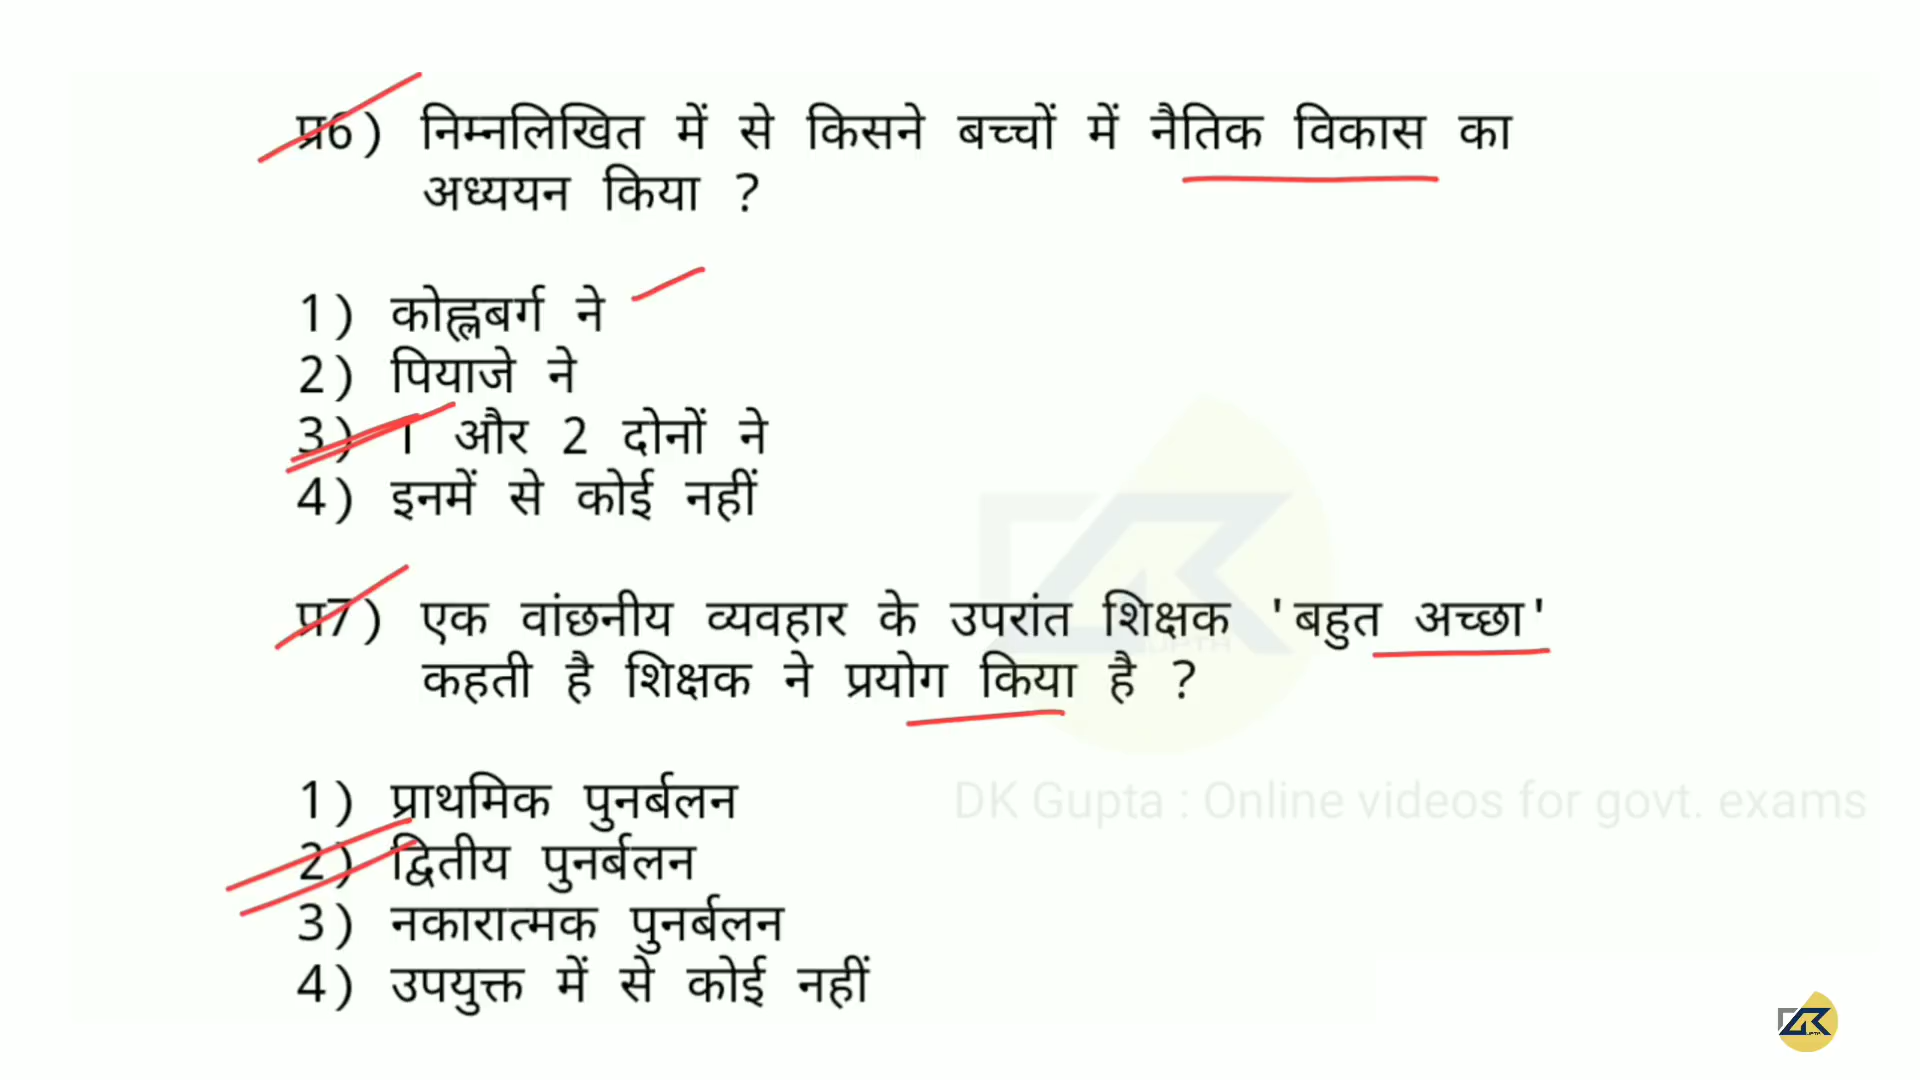 प्र6) निम्नलिखित में से किसने बच्चों में नैतिक विकास का
अध्ययन किया ?
1) कोह्लबर्ग ने
2) पियाजे ने
3) 1 और 2 दोनों ने
4) इनमें से कोई नहीं
प्र7) एक वांछनीय व्यवहार के उपरांत शिक्षक 'बहुत अच्छा'
कहती है शिक्षक ने प्रयोग किया है ?
1) प्राथमिक पुनर्बलन
DK Gupta : Online videos for govt. exams
2) द्वितीय पुनर्बलन
3) नकारात्मक पुनर्बलन
4) उपयुक्त में से कोई नहीं